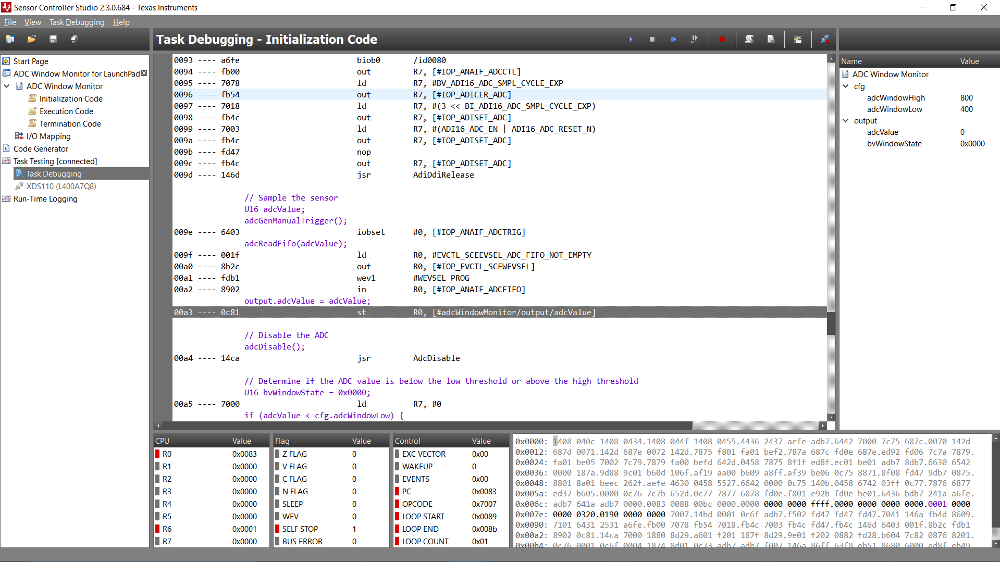 Sensor Controller Studio 2.3.0.684 - Texas Instruments
File View Task Debugging Help
Task Debugging - Initialization Code
WEV
Start Page
ADC Window Monitor for LaunchPad
ADC Window Monitor
Initialization Code
Execution Code
Termination Code
I/O Mapping
Code Generator
Task Testing [connected]
Task Debugging
XDS110 (L400A7Q8)
Run-Time Logging
0093 ---- a6fe biob0 /id0080
0094 ---- fb00 out R7, [#IOP_ANAIF_ADCCTL]
0095 ---- 7078 ld R7, #BV_ADI16_ADC_SMPL_CYCLE_EXP
0096 ---- fb54 out R7, [#IOP_ADICLR_ADC]
0097 ---- 7018 ld R7, #(3 << BI_ADI16_ADC_SMPL_CYCLE_EXP)
0098 ---- fb4c out R7, [#IOP_ADISET_ADC]
0099 ---- 7003 ld R7, #(ADI16_ADC_EN | ADI16_ADC_RESET_N)
009a ---- fb4c out R7, [#IOP_ADISET_ADC]
009b ---- fd47 nop
009c ---- fb4c out R7, [#IOP_ADISET_ADC]
009d ---- 146d jsr AdiDdiRelease
// Sample the sensor
U16 adcValue;
adcGenManualTrigger();
009e ---- 6403 iobset #0, [#IOP_ANAIF_ADCTRIG]
adcReadFifo(adcValue);
009f ---- 001f ld R0, #EVCTL_SCEEVSEL_ADC_FIFO_NOT_EMPTY
00a0 ---- 8b2c out R0, [#IOP_EVCTL_SCEWEVSEL]
00a1 ---- fdb1 wev1 #WEVSEL_PROG
00a2 ---- 8902 in R0, [#IOP_ANAIF_ADCFIFO]
output.adcValue = adcValue;
00a3 ---- 0c81 st R0, [#adcWindowMonitor/output/adcValue]
// Disable the ADC
adcDisable();
00a4 ---- 14ca jsr AdcDisable
// Determine if the ADC value is below the low threshold or above the high threshold
U16 bvWindowState = 0x0000;
00a5 ---- 7000 ld R7, #0
if (adcValue < cfg.adcWindowLow) {
Name Value
ADC Window Monitor
cfg
adcWindowHigh 800
adcWindowLow 400
output
adcValue 0
bvWindowState 0x0000
CPU Value
R0 0x0083
R1 0x0000
R2 0x0000
R3 0x0000
R4 0x0000
R5 0x0000
R6 0x0001
R7 0x0000
Flag Value
Z FLAG 0
V FLAG 0
C FLAG 0
N FLAG 0
SLEEP 0
WEV 0
SELF STOP 1
BUS ERROR 0
Control Value
EXC VECTOR 0x00
WAKEUP 0
EVENTS 0x00
PC 0x0083
OPCODE 0x7007
LOOP START 0x0089
LOOP END 0x008b
LOOP COUNT 0x01
0x0000: 1408 040c 1408 0434.1408 044f 1408 0455.4436 2437 aefe adb7.6442 7000 7c75 687c.0070 142d
0x0012: 687d 0071.142d 687e 0072 142d.7875 f801 fa01 bef2.787a 687c fd0e 687e.ed92 fd06 7c7a 7879.
0x0024: fa01 be05 7002 7c79.7879 fa00 befd 642d.0458 7875 8f1f ed8f.ec01 be01 adb7 8db7.6630 6542
0x0036: 0000 187a.9d88 9c01 b60d 106f.af19 aa00 b609 a8ff.af39 be06 0c75 8871.8f08 fd47 9db7 0875.
0x0048: 8801 8a01 beec 262f.aefe 4630 0458 5527.6642 0000 0c75 140b.0458 6742 03ff 0c77.7876 6877
0x005a: ed37 b605.0000 0c76 7c7b 652d.0c77 7877 6878 fd0e.f801 e92b fd0e be01.6436 bdb7 241a a6fe.
0x006c: adb7 641a adb7 0000.0083 0088 00bc 0000.0000 0000 0000 ffff.0000 0000 0000 0000.0001 0000
0x007e: 0000 0320.0190 0000 0000 7007.14bd 0001 0c6f adb7.f502 fd47 fd47 fd47.7041 146a fb4d 8609.
0x0090: 7101 6431 2531 a6fe.fb00 7078 fb54 7018.fb4c 7003 fb4c fd47.fb4c 146d 6403 001f.8b2c fdb1
0x00a2: 8902 0c81.14ca 7000 1880 8d29.a601 f201 187f 8d29.9e01 f202 0882 fd28.b604 7c82 0876 8201.
0x00b4: 0c76 0001 0c6f 0004 1874 8d01 0c73 adb7 adb7 f007 146a 86ff 63f8 eb51 8680 6000 ed8f eb49